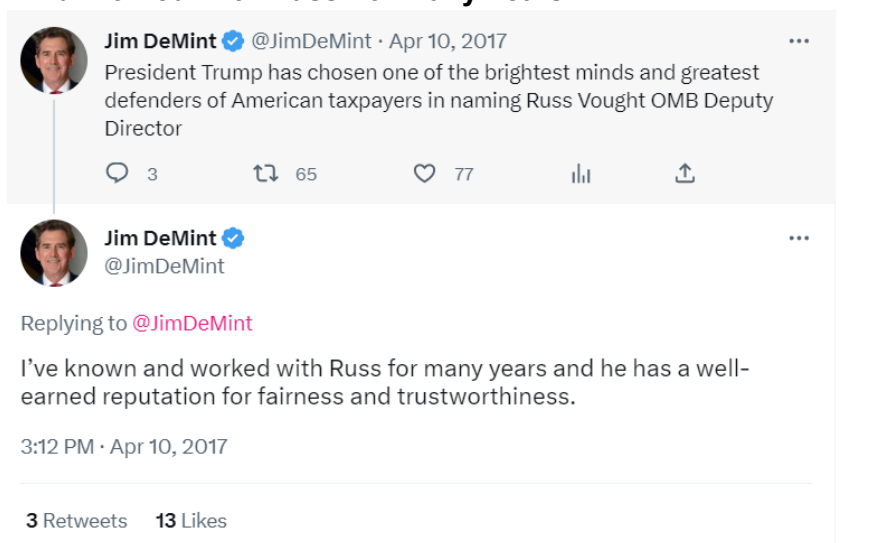 Jim DeMint @JimDeMint · Apr 10, 2017
President Trump has chosen one of the brightest minds and greatest
defenders of American taxpayers in naming Russ Vought OMB Deputy
Director
3 65 77
Jim DeMint
@JimDeMint
Replying to @JimDeMint
I’ve known and worked with Russ for many years and he has a well-
earned reputation for fairness and trustworthiness.
3:12 PM · Apr 10, 2017
3 Retweets 13 Likes